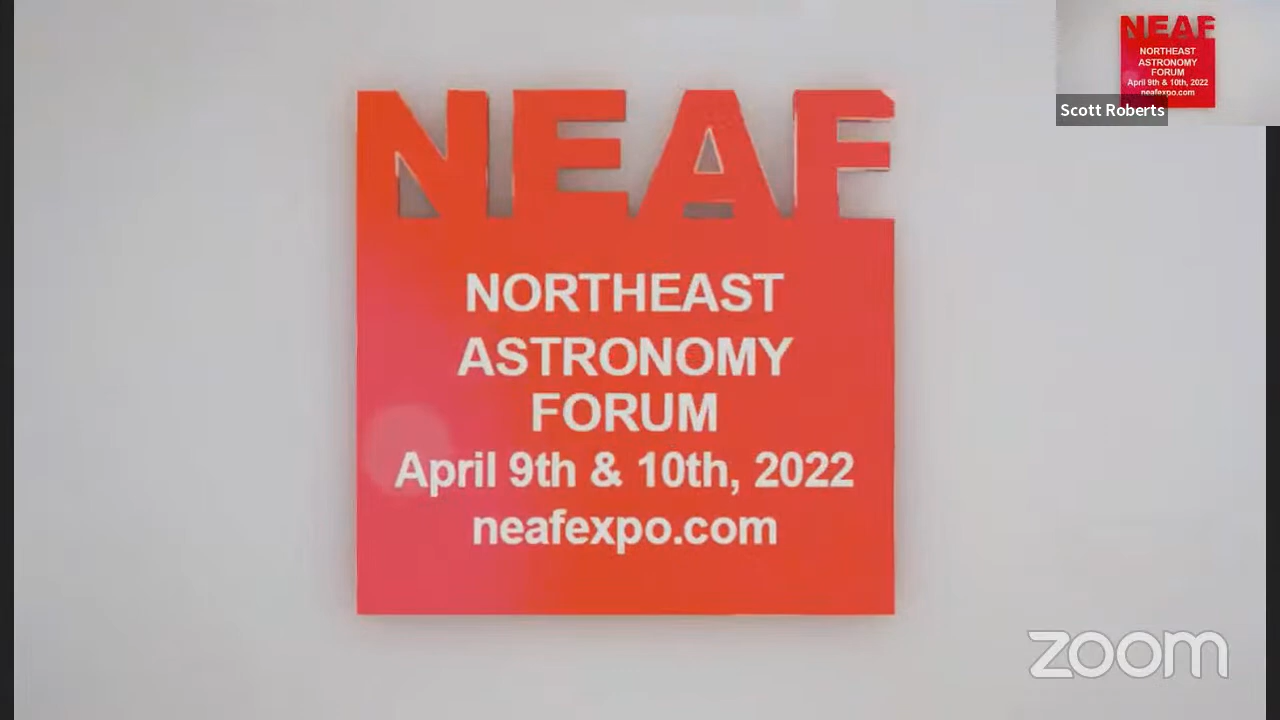 NEAF
NORTHEAST
ASTRONOMY
FORUM
April 9th & 10th, 2022
neafexpo.com
NEAF
NORTHEAST
ASTRONOMY
FORUM
April 9th & 10th, 2022
neafexpo.com
Scott Roberts
zoom